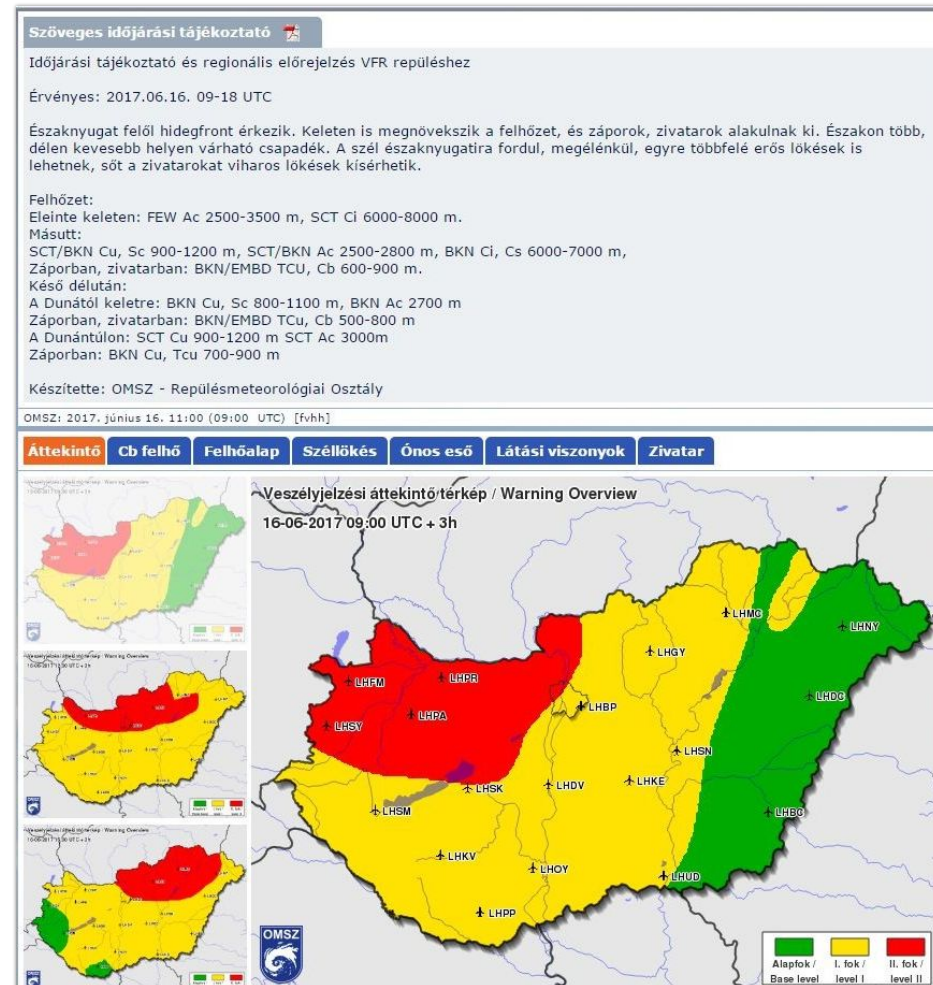 Szöveges időjárási tájékoztató
Időjárási tájékoztató és regionális előrejelzés VFR repüléshez
Érvényes: 2017.06.16. 09-18 UTC
Északnyugat felől hidegfront érkezik. Keleten is megnövekszik a felhőzet, és záporok, zivatarok alakulnak ki. Északon több,
délen kevesebb helyen várható csapadék. A szél északnyugatira fordul, megélénkül, egyre többfelé erős lökések is
lehetnek, sőt a zivatarokat viharos lökések kísérhetik.
Felhőzet:
Eleinte keleten: FEW Ac 2500-3500 m, SCT Ci 6000-8000 m.
Másutt:
SCT/BKN Cu, Sc 900-1200 m, SCT/BKN Ac 2500-2800 m, BKN Ci, Cs 6000-7000 m,
Záporban, zivatarban: BKN/EMBD TCU, Cb 600-900 m.
Késő délután:
A Dunától keletre: BKN Cu, Sc 800-1100 m, BKN Ac 2700 m
Záporban, zivatarban: BKN/EMBD TCu, Cb 500-800 m
A Dunántúlon: SCT Cu 900-1200 m SCT Ac 3000m
Záporban: BKN Cu, Tcu 700-900 m
Készítette: OMSZ - Repülésmeteorológiai Osztály
OMSZ: 2017. június 16. 11:00 (09:00 UTC) [fvhh]
Áttekintő Cb felhő Felhőalap Széllökés Ónos eső Látási viszonyok Zivatar
Veszélyjelzési áttekintő térkép / Warning Overview
16-06-2017 09:00 UTC + 3h
LHMC
LHNY
LHGY
LHFM
LHPR
LHDC
LHBP
LHPA
LHSY
LHSN
LHSK
LHDV
LHKE
LHSM
LHBC
LHKV
LHOY
LHUD
LHPP
OMSZ
Alapfok / I. fok / II. fok /
Base level level I level II